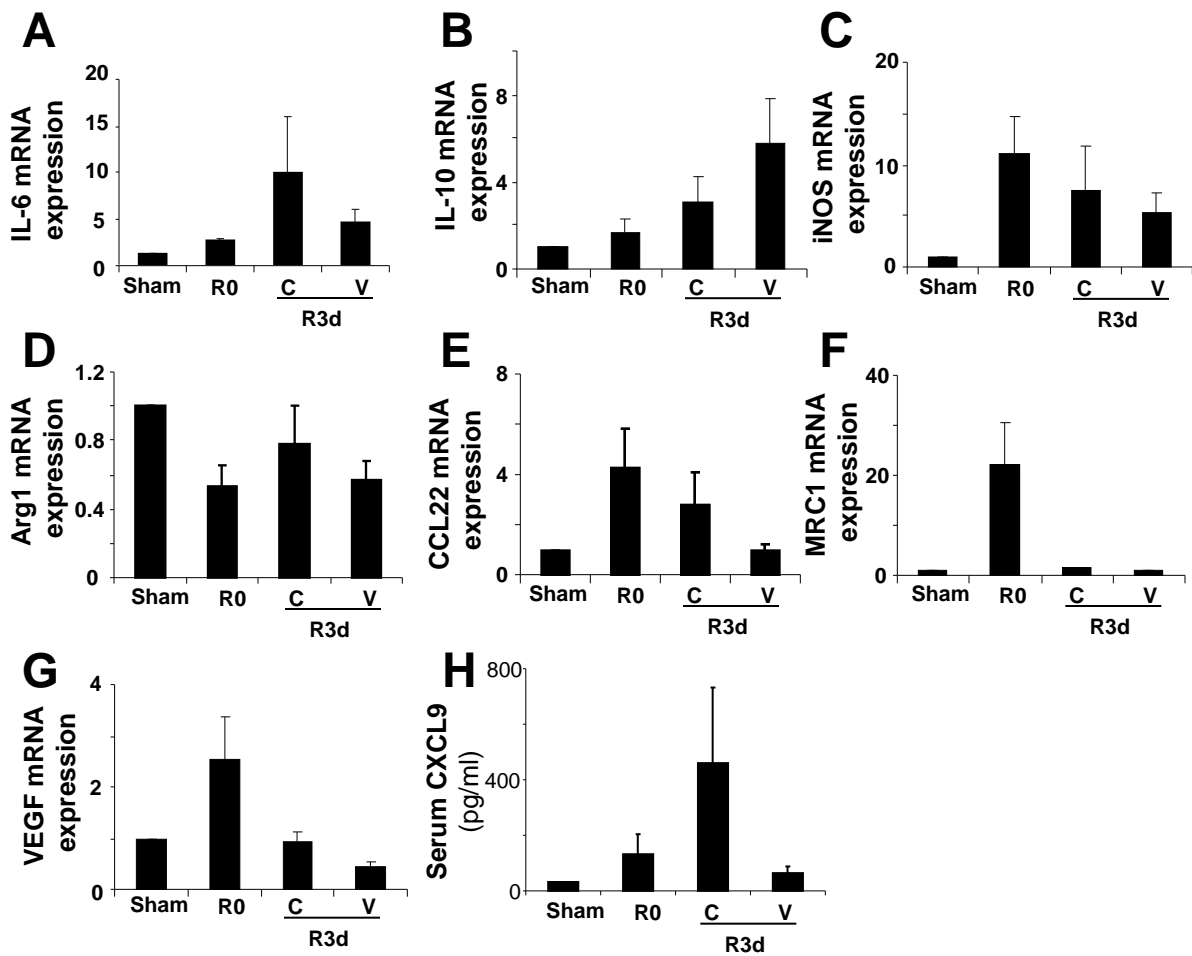 A
IL-6 mRNA
expression
20
15
10
5
0
Sham
R0
C
V
R3d
B
IL-10 mRNA
expression
8
4
0
Sham
R0
C
V
R3d
C
iNOS mRNA
expression
20
10
0
Sham
R0
C
V
R3d
D
Arg1 mRNA
expression
1.2
0.8
0.4
0
Sham
R0
C
V
R3d
E
CCL22 mRNA
expression
8
4
0
Sham
R0
C
V
R3d
F
MRC1 mRNA
expression
40
20
0
Sham
R0
C
V
R3d
G
VEGF mRNA
expression
4
2
0
Sham
R0
C
V
R3d
H
Serum CXCL9
(pg/ml)
800
400
0
Sham
R0
C
V
R3d